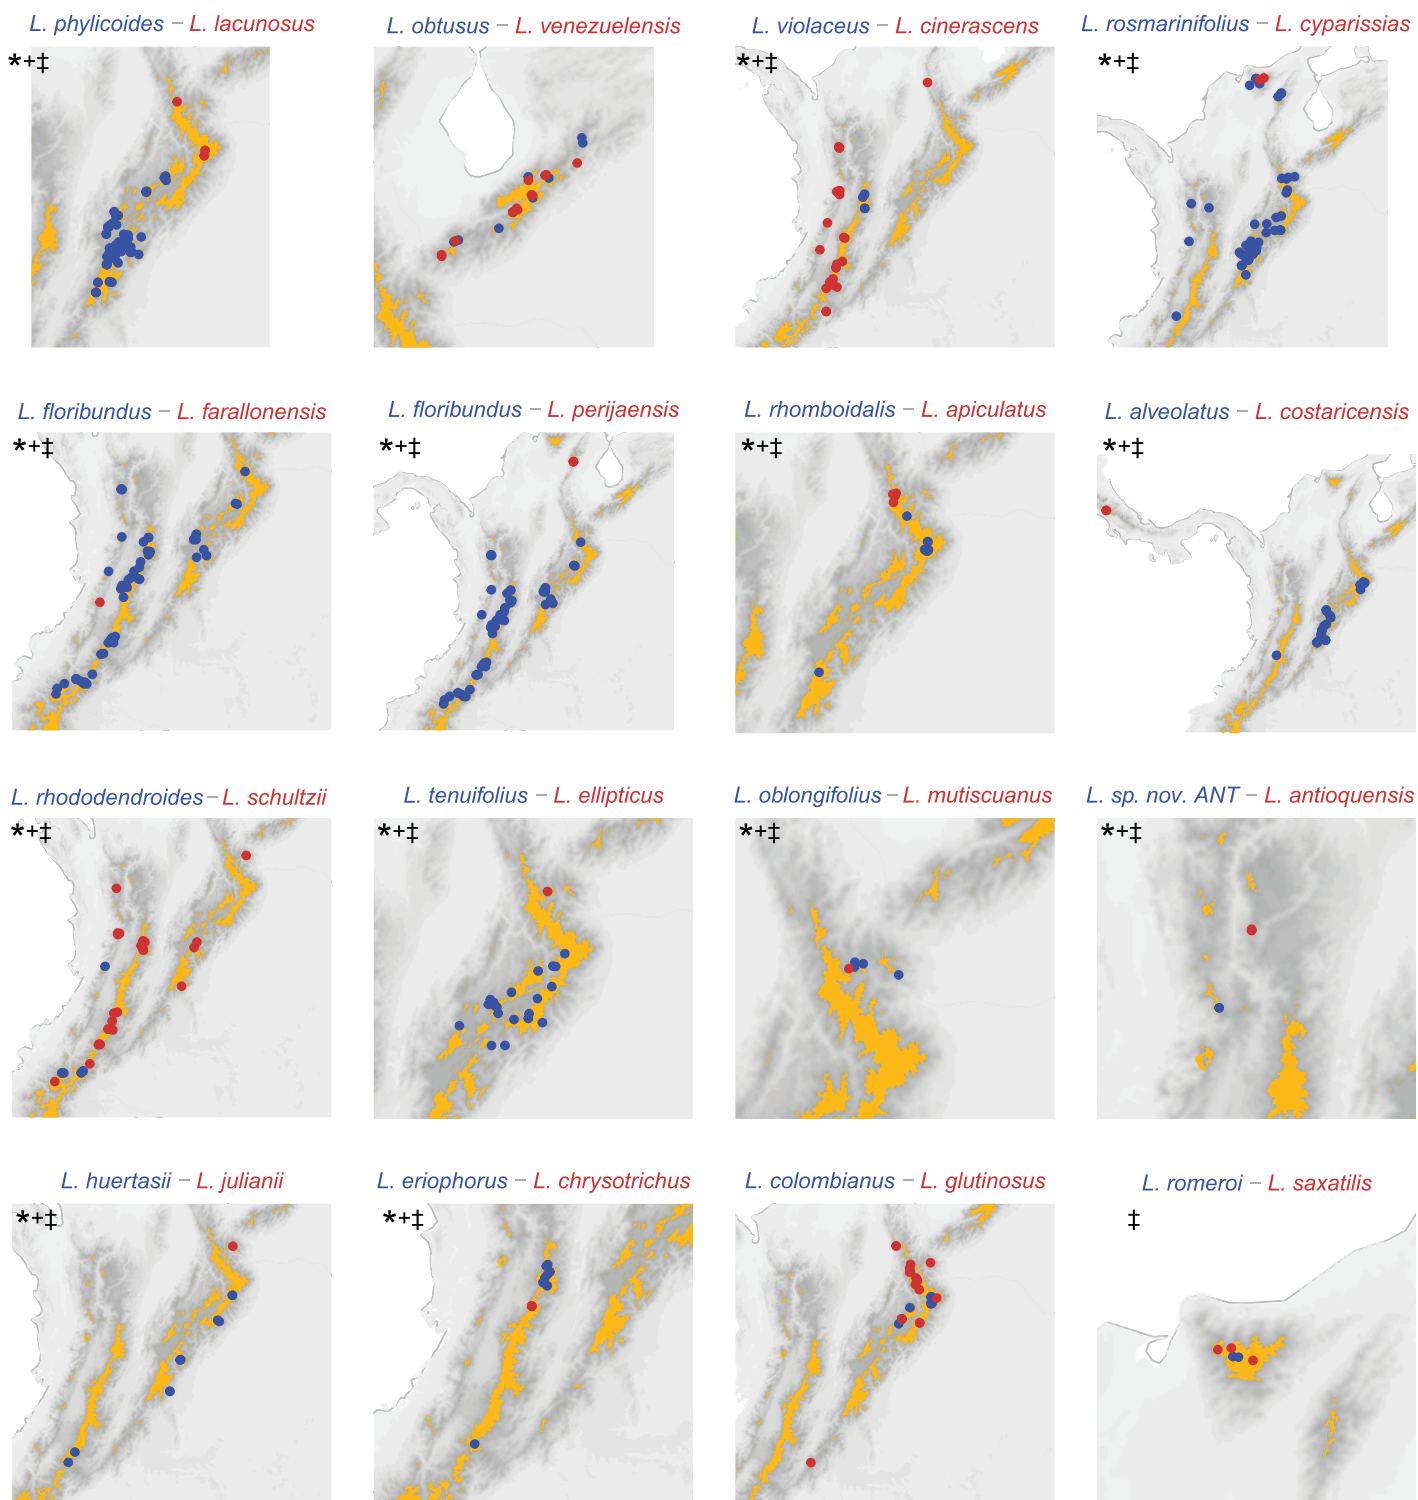 L. phylicoides – L. lacunosus
*+‡
L. obtusus – L. venezuelensis
L. violaceus – L. cinerascens
*+‡
L. rosmarinifolius – L. cyparissias
*+‡
L. floribundus – L. farallonensis
*+‡
L. floribundus – L. perijaensis
*+‡
L. rhomboidalis – L. apiculatus
*+‡
L. alveolatus – L. costaricensis
*+‡
L. rhododendroides – L. schultzii
*+‡
L. tenuifolius – L. ellipticus
*+‡
L. oblongifolius – L. mutiscuanus
*+‡
L. sp. nov. ANT – L. antioquensis
*+‡
L. huertasii – L. julianii
*+‡
L. eriophorus – L. chrysotrichus
*+‡
L. colombianus – L. glutinosus
L. romeroi – L. saxatilis
‡